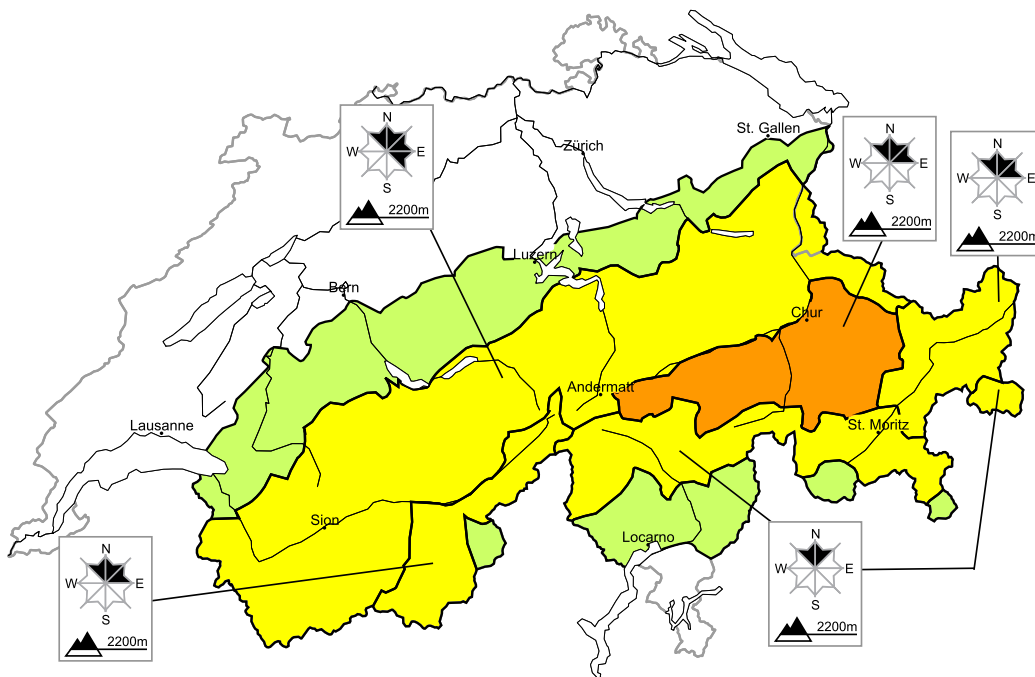 N
W E
S
2200m
St. Gallen
Zürich
N
W E
S
2200m
N
W E
S
2200m
Luzern
Bern
Chur
Andermatt
St. Moritz
Lausanne
Sion
Locarno
N
W E
S
2200m
N
W E
S
2200m